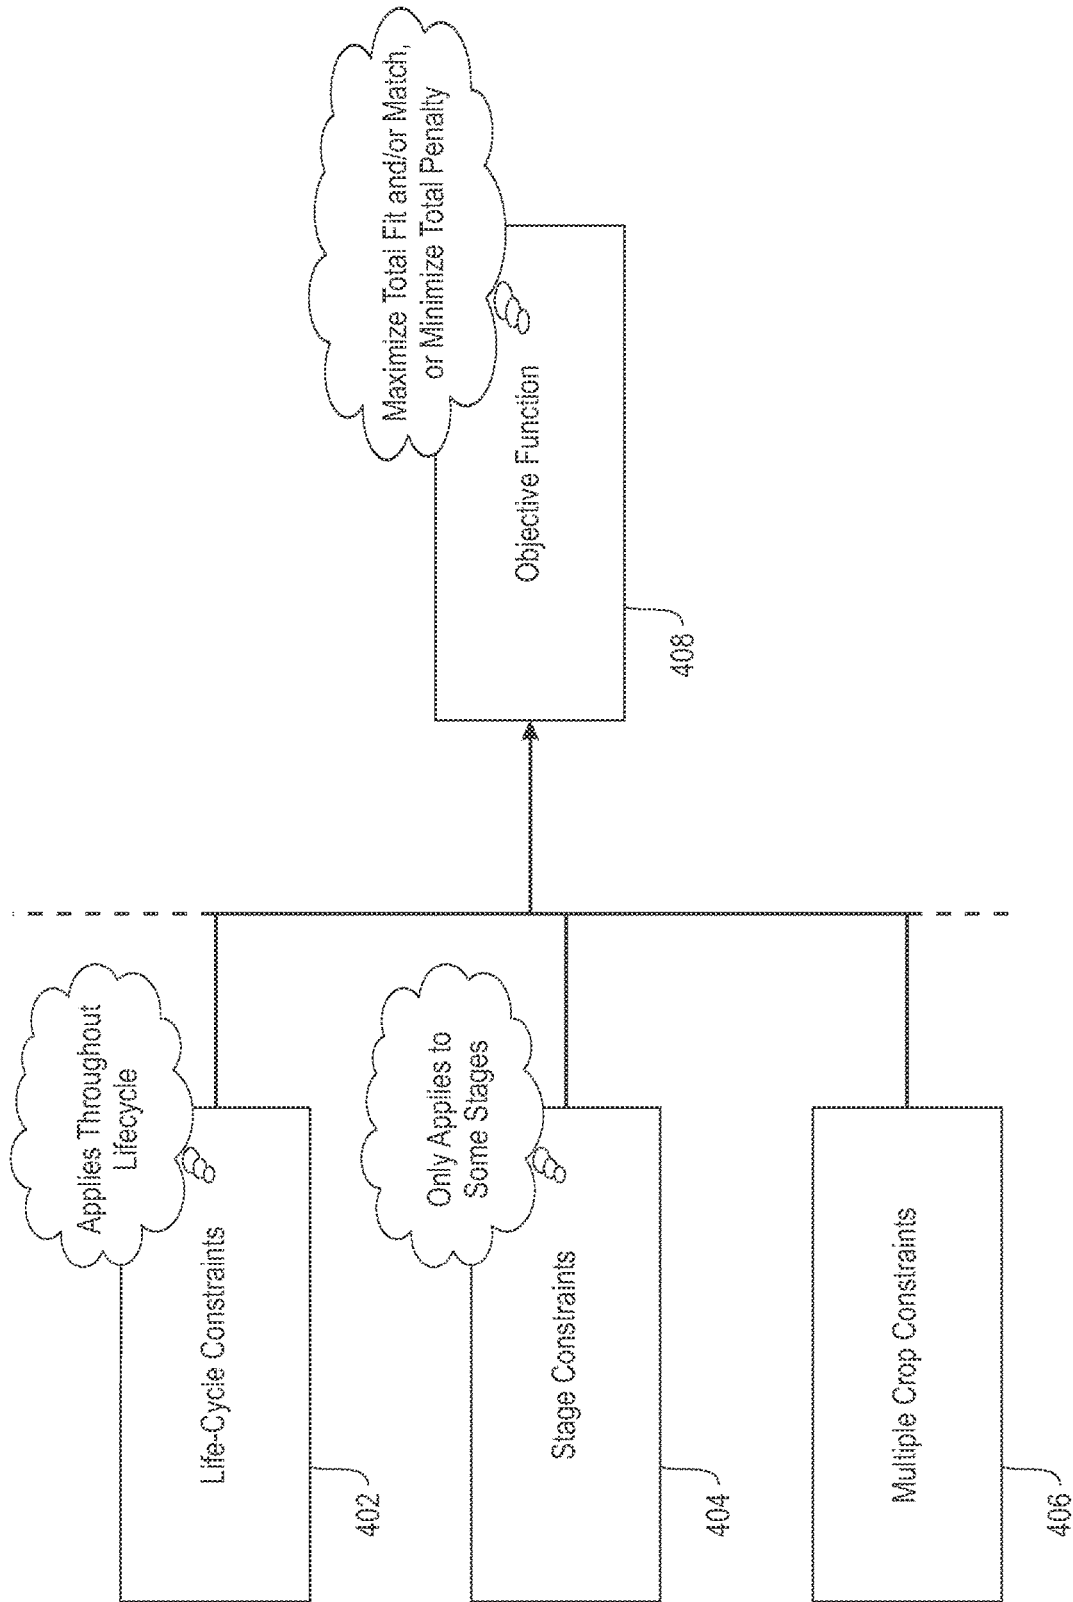 Applies Throughout
Lifecycle
Life-Cycle Constraints
402
Only Applies to
Some Stages
Stage Constraints
404
Multiple Crop Constraints
406
Maximize Total Fit and/or Match,
or Minimize Total Penalty
Objective Function
408